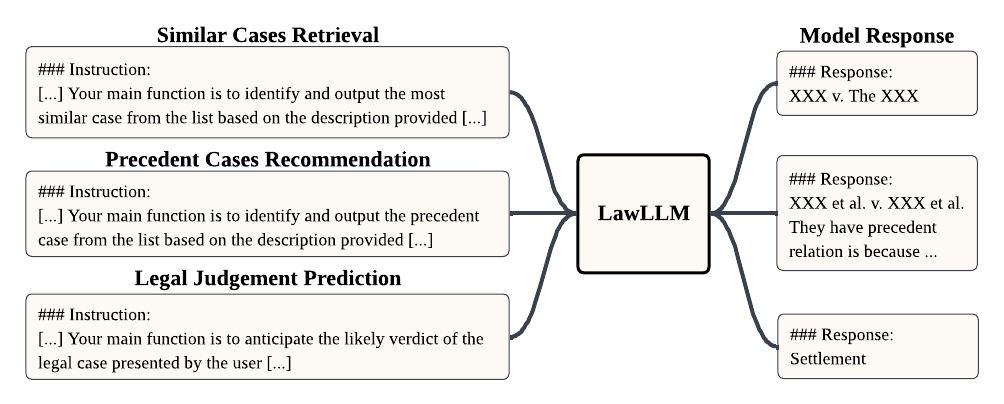 Similar Cases Retrieval
### Instruction:
[...] Your main function is to identify and output the most
similar case from the list based on the description provided [...]
Precedent Cases Recommendation
### Instruction:
[...] Your main function is to identify and output the precedent
case from the list based on the description provided [...]
Legal Judgement Prediction
### Instruction:
[...] Your main function is to anticipate the likely verdict of the
legal case presented by the user [...]
LawLLM
Model Response
### Response:
XXX v. The XXX
### Response:
XXX et al. v. XXX et al.
They have precedent
relation is because ...
### Response:
Settlement